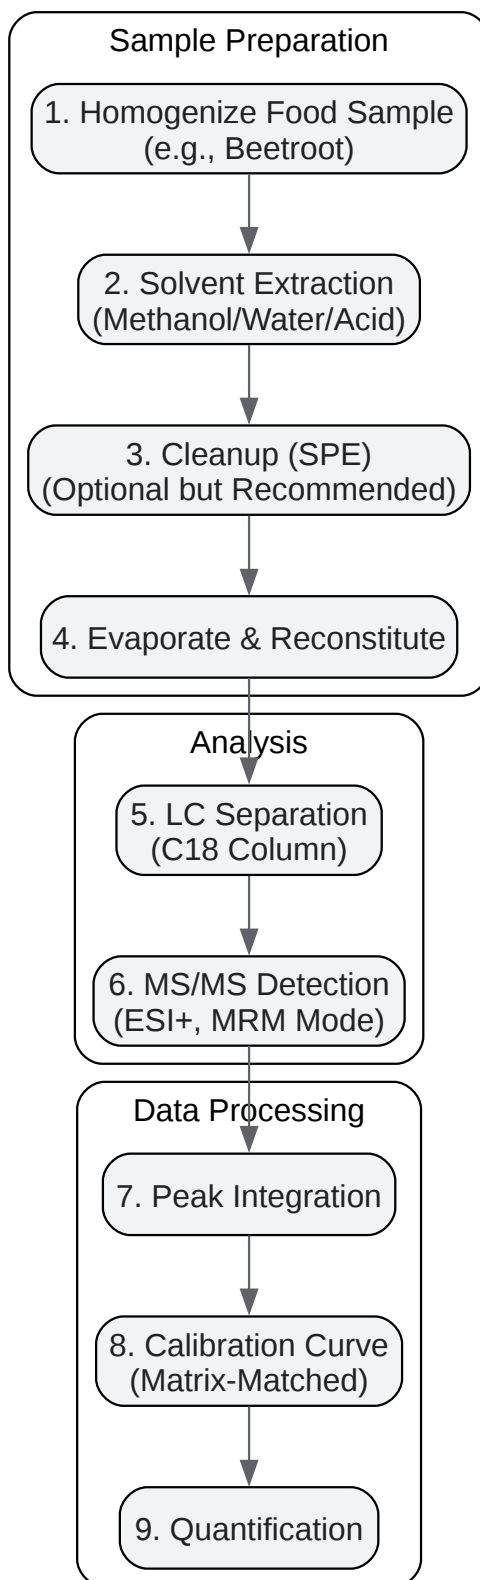 Sample Preparation
1. Homogenize Food Sample
(e.g., Beetroot)
2. Solvent Extraction
(Methanol/Water/Acid)
3. Cleanup (SPE)
(Optional but Recommended)
4. Evaporate & Reconstitute
Analysis
5. LC Separation
(C18 Column)
6. MS/MS Detection
(ESI+, MRM Mode)
Data Processing
7. Peak Integration
8. Calibration Curve
(Matrix-Matched)
9. Quantification